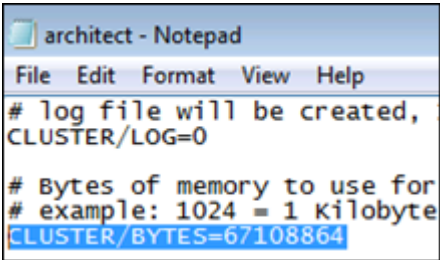 architect - Notepad
File Edit Format View Help
# log file will be created,
CLUSTER/LOG=0
# Bytes of memory to use for
# example: 1024 = 1 Kilobyte
CLUSTER/BYTES=67108864